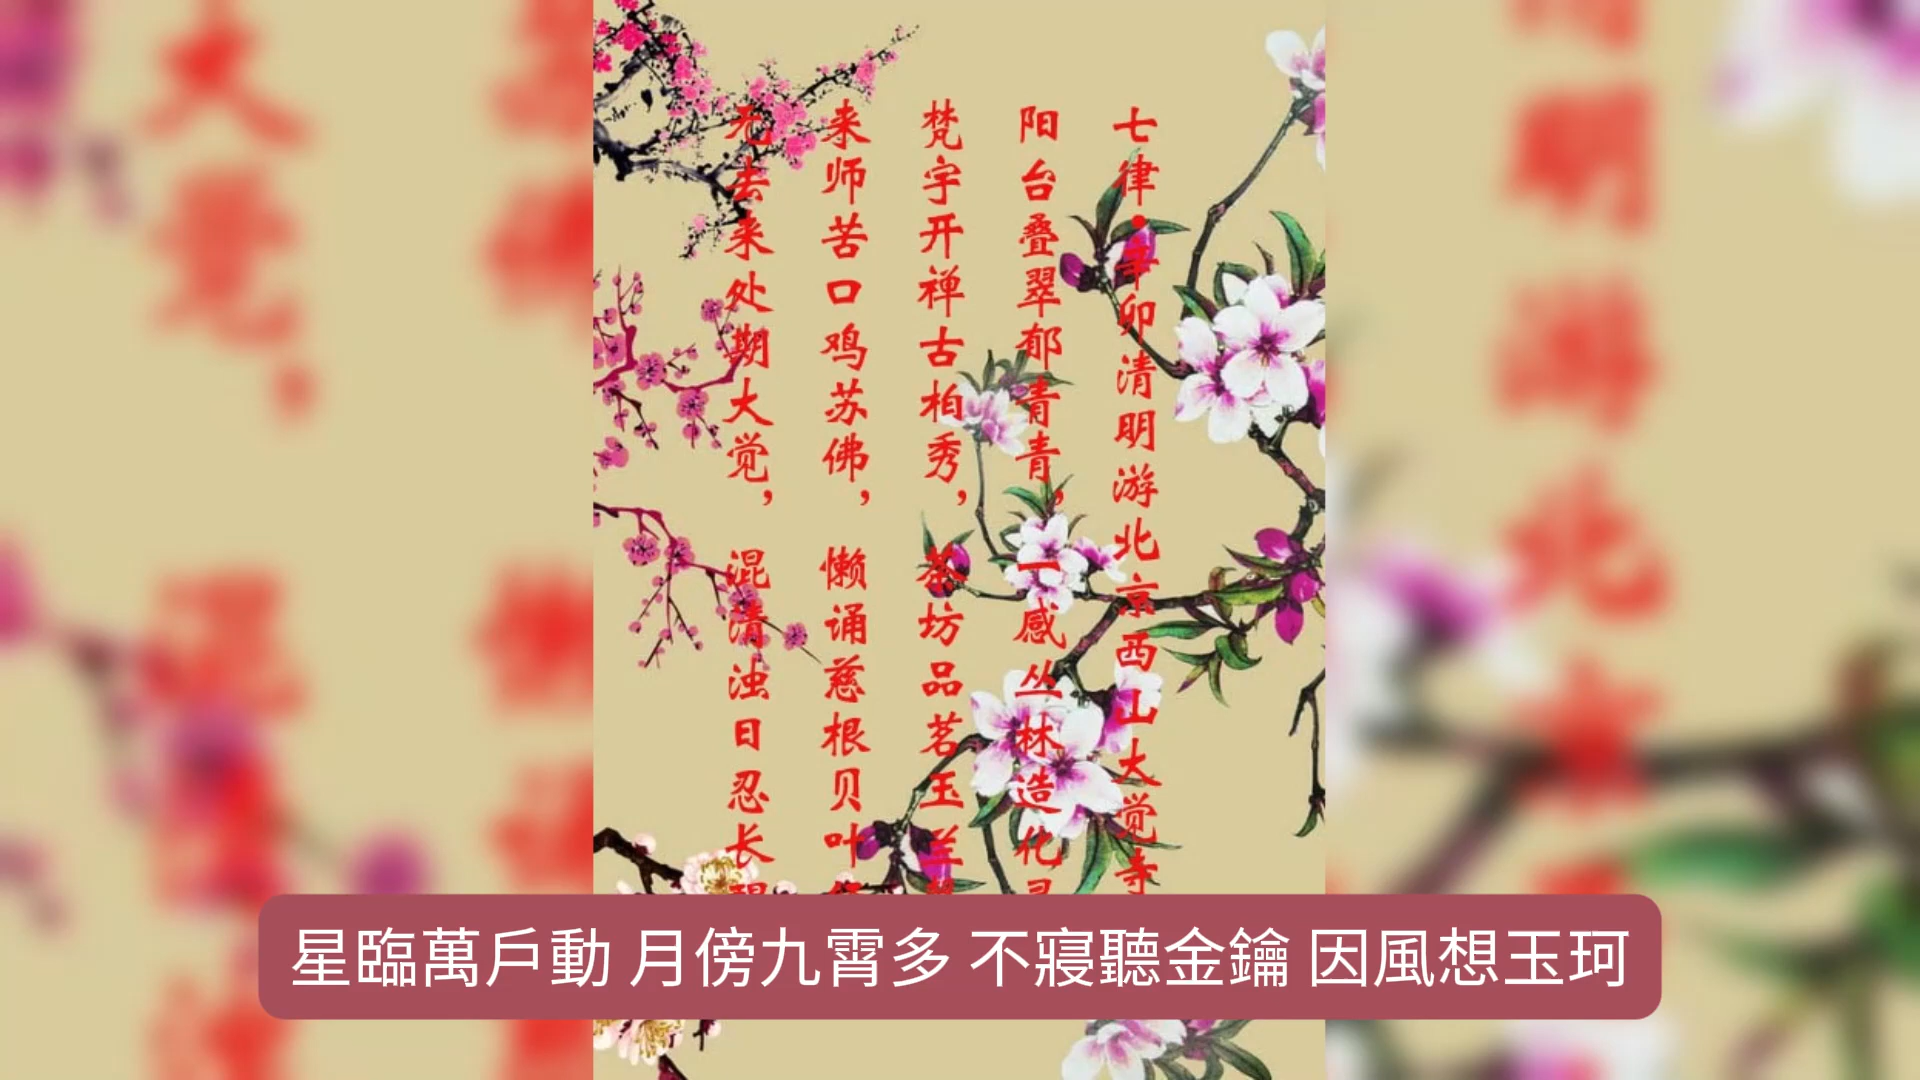 七律·辛卯清明游北京西山大觉寺
阳台叠翠郁青青，一感丛林造化
梵宇开禅古柏秀，茶坊品茗玉兰
来师苦口鸡苏佛，懒诵慈根贝叶
无去来处期大觉，混清浊日忍长
星臨萬戶動 月傍九霄多 不寢聽金鑰 因風想玉珂